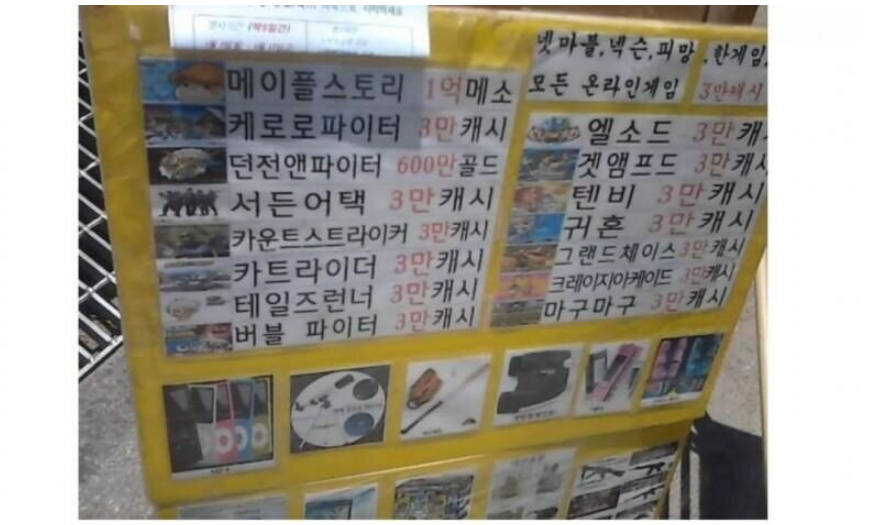 메이플스토리 1억메소
케로로파이터 3만캐시
던전앤파이터 600만골드
서든어택 3만캐시
카운트스트라이커 3만캐시
카트라이더 3만캐시
테일즈런너 3만캐시
버블 파이터 3만캐시
넷마블,넥슨,피망,한게임,
모든 온라인게임 3만캐시
엘소드 3만캐시
겟앰프드 3만캐시
텐비 3만캐시
귀혼 3만캐시
그랜드체이스 3만캐시
크레이지아케이드 3만캐시
마구마구 3만캐시